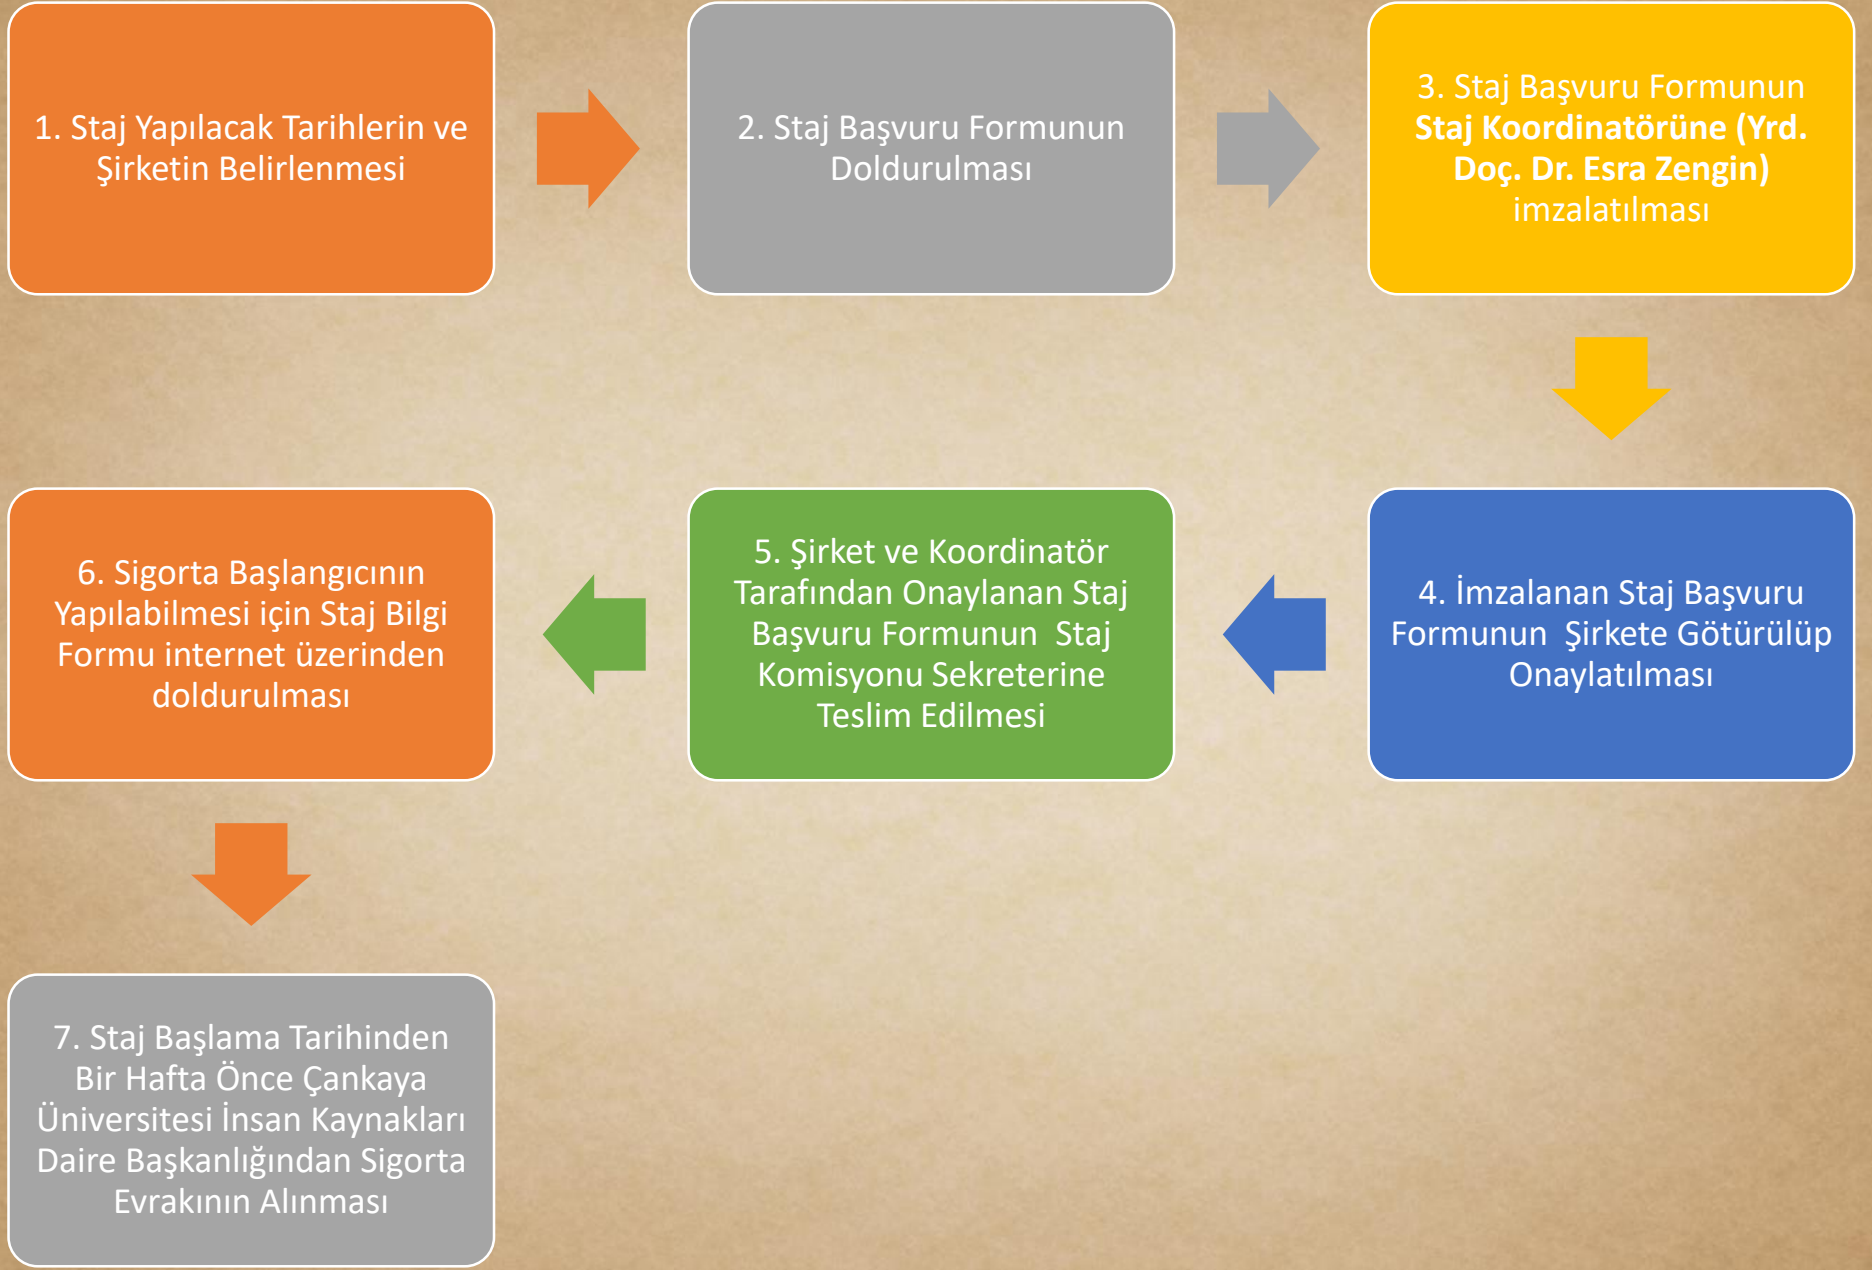 1. Staj Yapılacak Tarihlerin ve
Şirketin Belirlenmesi
2. Staj Başvuru Formunun
Doldurulması
3. Staj Başvuru Formunun
Staj Koordinatörüne (Yrd.
Doç. Dr. Esra Zengin)
imzalatılması
4. İmzalanan Staj Başvuru
Formunun  Şirkete Götürülüp
Onaylatılması
5. Şirket ve Koordinatör
Tarafından Onaylanan Staj
Başvuru Formunun  Staj
Komisyonu Sekreterine
Teslim Edilmesi
6. Sigorta Başlangıcının
Yapılabilmesi için Staj Bilgi
Formu internet üzerinden
doldurulması
7. Staj Başlama Tarihinden
Bir Hafta Önce Çankaya
Üniversitesi İnsan Kaynakları
Daire Başkanlığından Sigorta
Evrakının Alınması